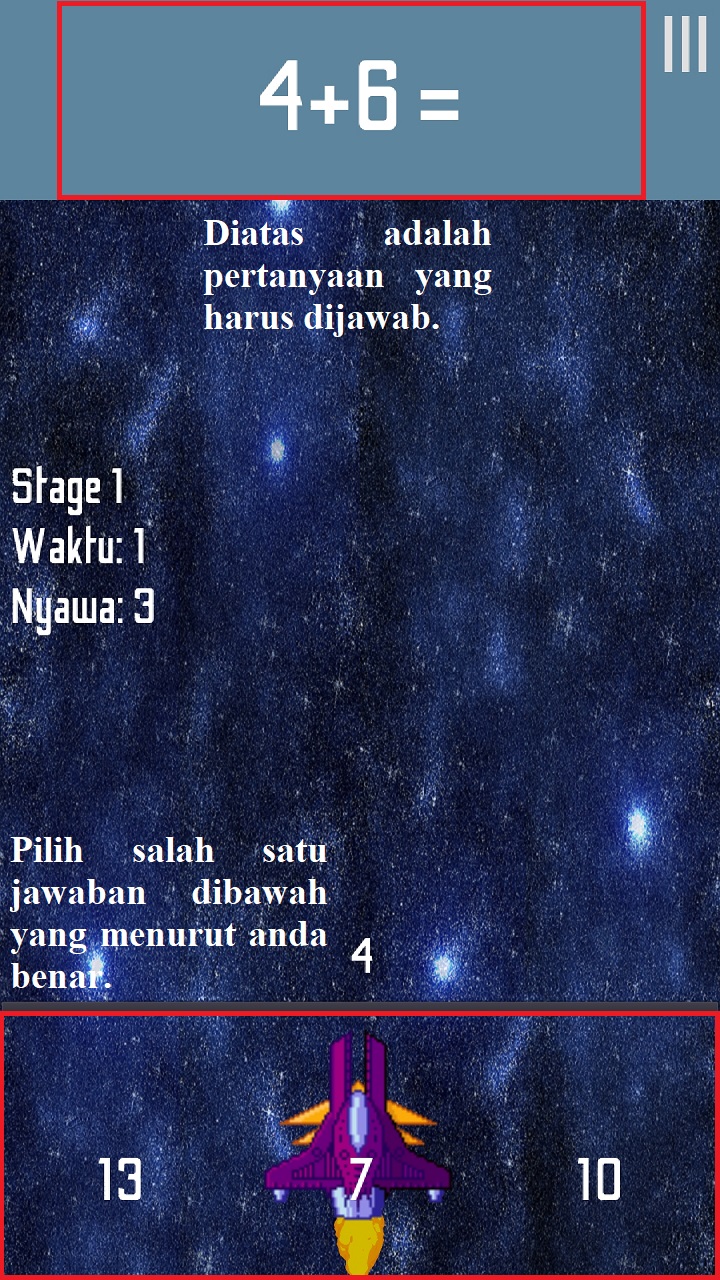 4+6 =
Diatas adalah
pertanyaan yang
harus dijawab.
Stage 1
Waktu: 1
Nyawa: 3
Pilih salah satu
jawaban dibawah
yang menurut anda
benar.
4
13 7 10